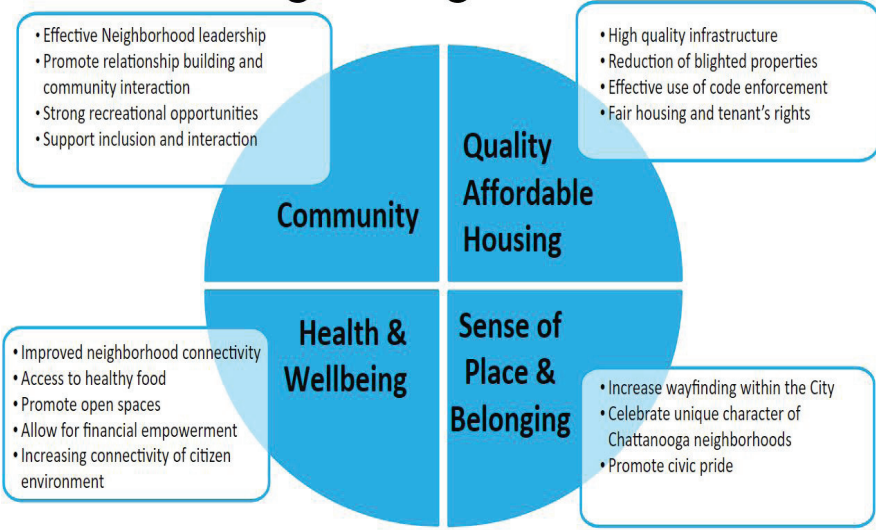 • Effective Neighborhood leadership
• Promote relationship building and
community interaction
• Strong recreational opportunities
• Support inclusion and interaction
• High quality infrastructure
• Reduction of blighted properties
• Effective use of code enforcement
• Fair housing and tenant's rights
Community
Quality
Affordable
Housing
Health &
Wellbeing
Sense of
Place &
Belonging
• Improved neighborhood connectivity
• Access to healthy food
• Promote open spaces
• Allow for financial empowerment
• Increasing connectivity of citizen
environment
• Increase wayfinding within the City
• Celebrate unique character of
Chattanooga neighborhoods
• Promote civic pride